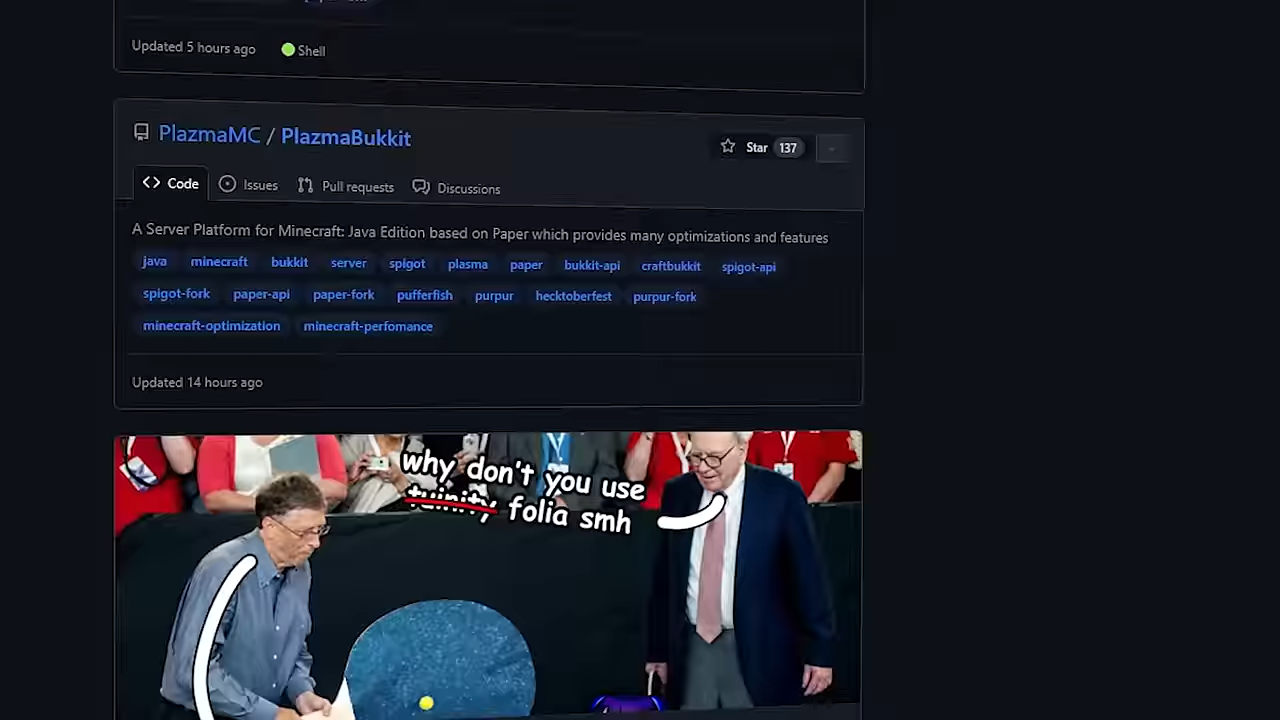 Updated 5 hours ago Shell
PlazmaMC / PlazmaBukkit
Star 137
Code Issues Pull requests Discussions
A Server Platform for Minecraft: Java Edition based on Paper which provides many optimizations and features
java minecraft bukkit server spigot plasma paper bukkit-api craftbukkit spigot-api
spigot-fork paper-api paper-fork pufferfish purpur hecktoberfest purpur-fork
minecraft-optimization minecraft-perfomance
Updated 14 hours ago
why don't you use
tuinity folia smh